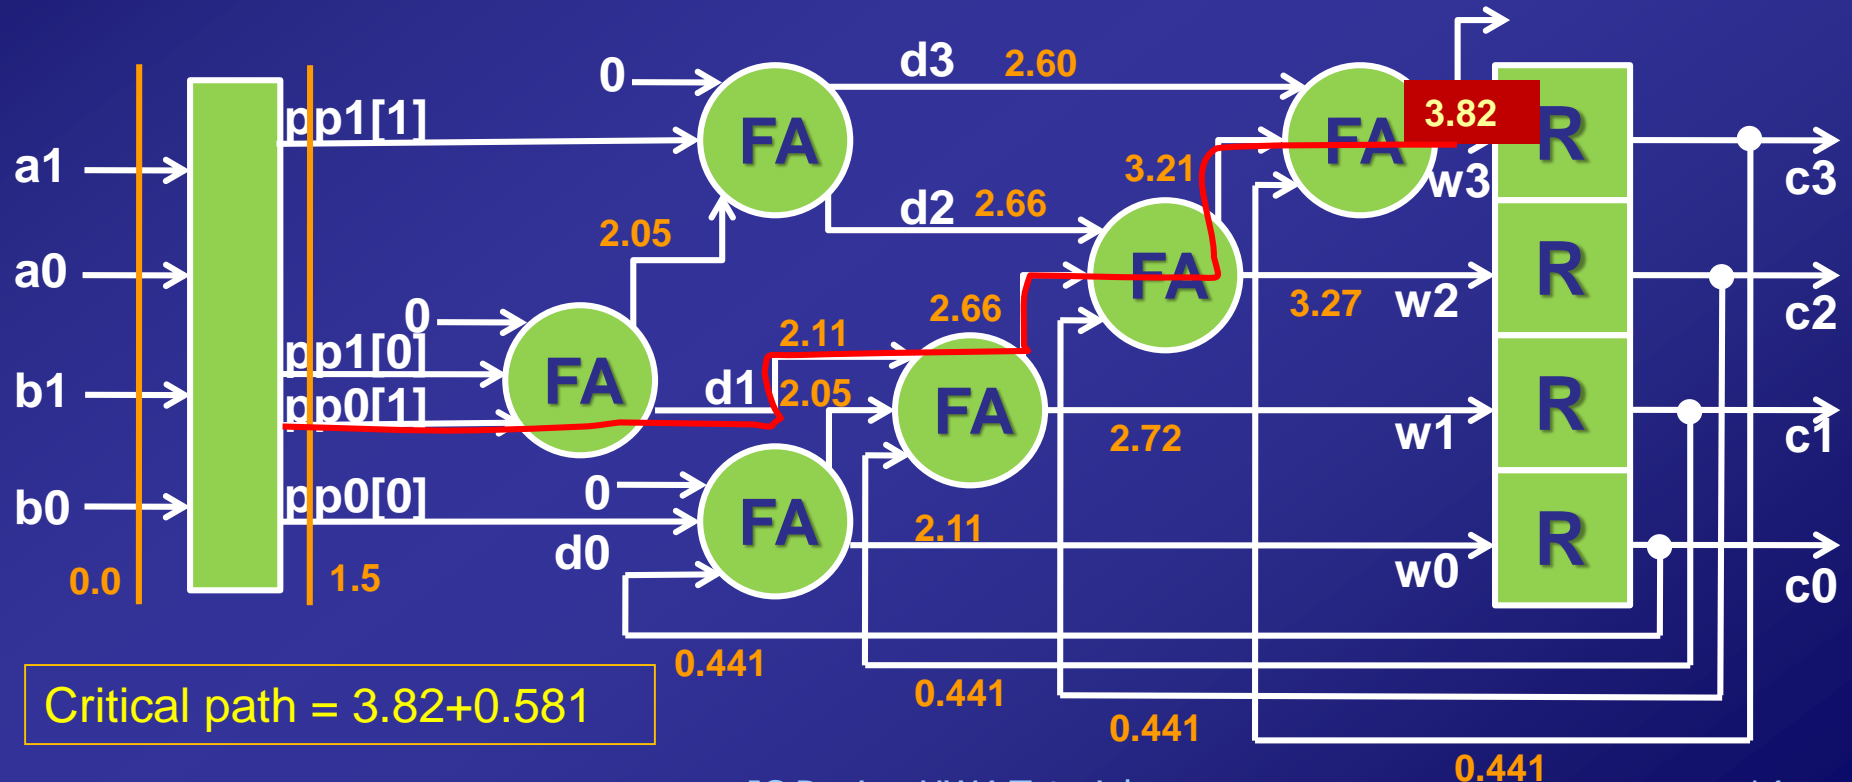 0
d3 2.60
FA
FA
3.82
R
pp1[1]
a1
3.21
w3
c3
2.05
d2 2.66
a0
FA
R
3.27
w2
c2
0
2.11
2.66
pp1[0]
b1
FA
d1
2.05
FA
R
pp0[1]
2.72
w1
c1
b0
pp0[0]
0
FA
2.11
R
d0
w0
c0
0.0
1.5
0.441
0.441
0.441
0.441
Critical path = 3.82+0.581